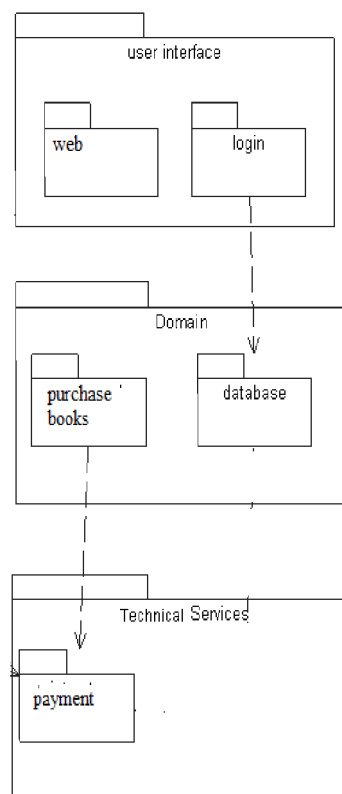 user interface
web
login
Domain
purchase
books
database
Technical Services
payment